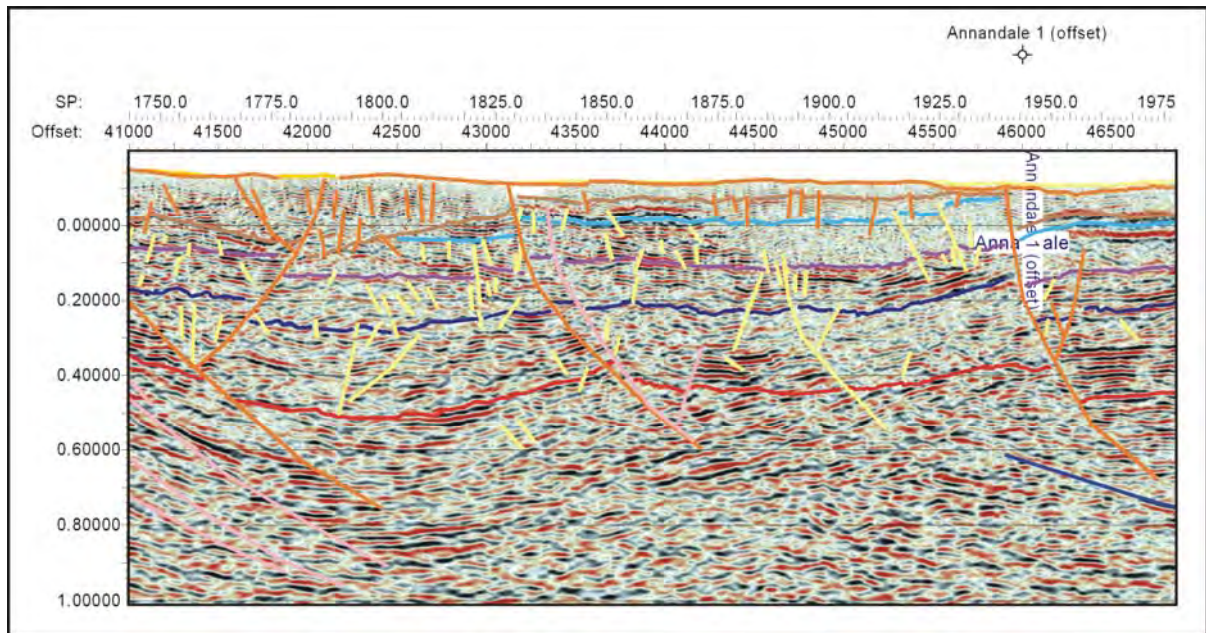 Annandale 1 (offset)
SP: 1750.0 1775.0 1800.0 1825.0 1850.0 1875.0 1900.0 1925.0 1950.0 1975
Offset: 41000 41500 42000 42500 43000 43500 44000 44500 45000 45500 46000 46500
Annandale 1 (offset)
0.00000
Anna ale
0.20000
0.40000
0.60000
0.80000
1.00000